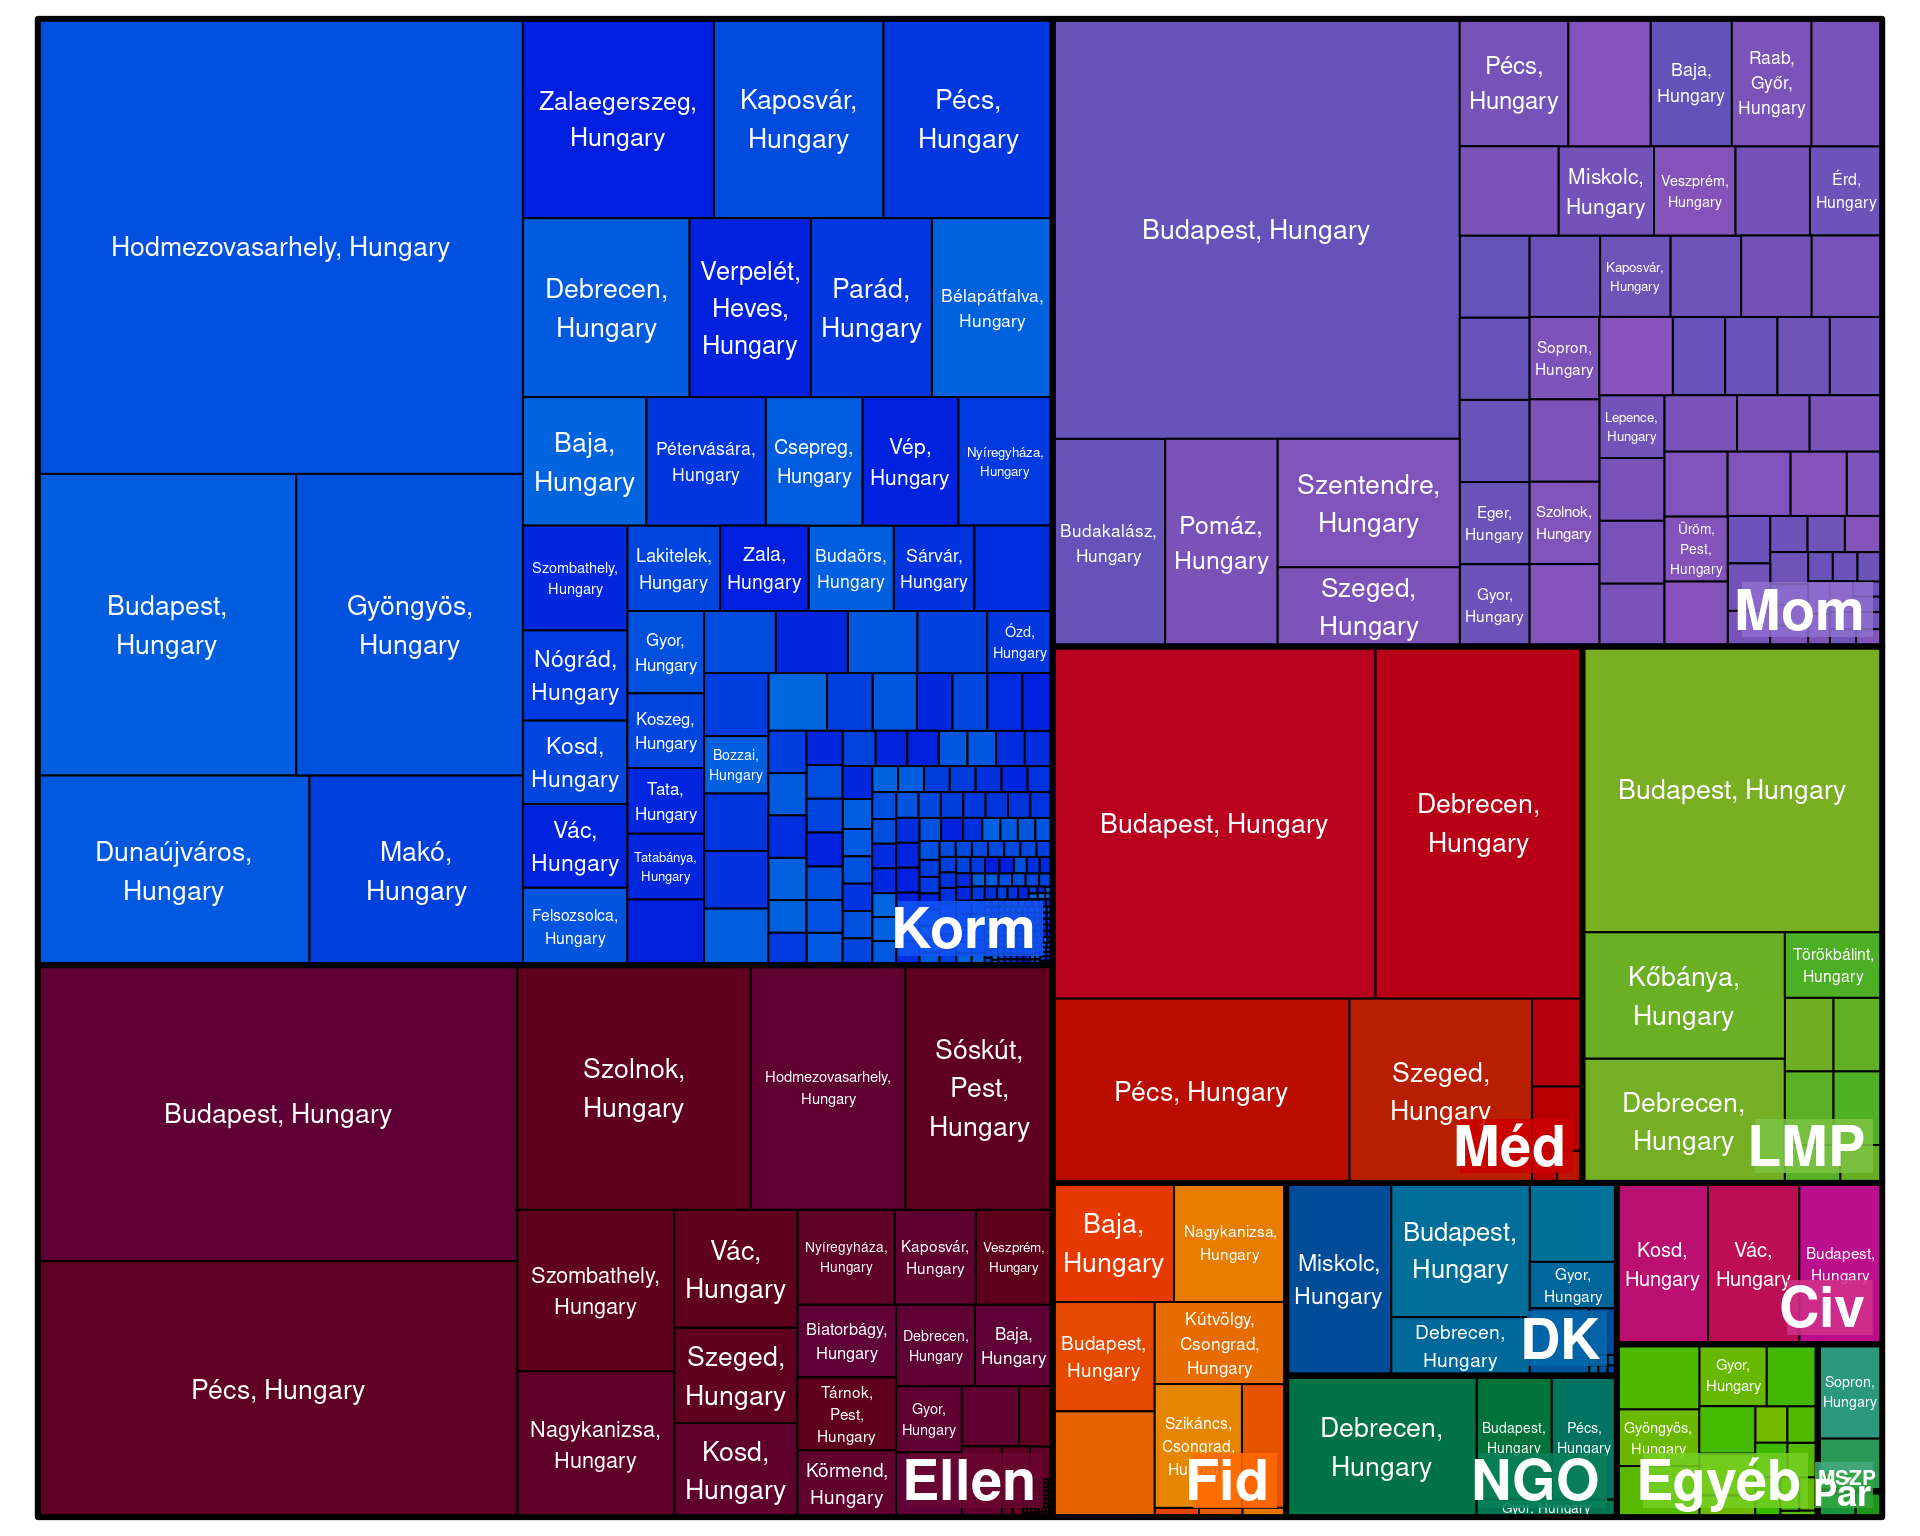 Hodmezovasarhely, Hungary
Budapest,
Hungary
Gyöngyös,
Hungary
Dunaújváros,
Hungary
Makó,
Hungary
Zalaegerszeg,
Hungary
Kaposvár,
Hungary
Pécs,
Hungary
Debrecen,
Hungary
Verpelét,
Heves,
Hungary
Parád,
Hungary
Bélapátfalva,
Hungary
Baja,
Hungary
Pétervására,
Hungary
Csepreg,
Hungary
Vép,
Hungary
Nyíregyháza,
Hungary
Szombathely,
Hungary
Nógrád,
Hungary
Kosd,
Hungary
Vác,
Hungary
Felsozsolca,
Hungary
Lakitelek,
Hungary
Zala,
Hungary
Budaörs,
Hungary
Sárvár,
Hungary
Gyor,
Hungary
Koszeg,
Hungary
Tata,
Hungary
Tatabánya,
Hungary
Ózd,
Hungary
Bozzai,
Hungary
Korm
Budapest, Hungary
Budakalász,
Hungary
Pomáz,
Hungary
Szentendre,
Hungary
Szeged,
Hungary
Pécs,
Hungary
Baja,
Hungary
Raab,
Győr,
Hungary
Miskolc,
Hungary
Veszprém,
Hungary
Érd,
Hungary
Kaposvár,
Hungary
Sopron,
Hungary
Lepence,
Hungary
Eger,
Hungary
Szolnok,
Hungary
Üröm,
Pest,
Hungary
Gyor,
Hungary
Mom
Budapest, Hungary
Pécs, Hungary
Szolnok,
Hungary
Hodmezovasarhely,
Hungary
Sóskút,
Pest,
Hungary
Szombathely,
Hungary
Nagykanizsa,
Hungary
Vác,
Hungary
Szeged,
Hungary
Kosd,
Hungary
Nyíregyháza,
Hungary
Kaposvár,
Hungary
Veszprém,
Hungary
Biatorbágy,
Hungary
Debrecen,
Hungary
Baja,
Hungary
Tárnok,
Pest,
Hungary
Gyor,
Hungary
Körmend,
Hungary
Ellen
Budapest, Hungary
Debrecen,
Hungary
Pécs, Hungary
Szeged,
Hungary
Méd
Budapest, Hungary
Kőbánya,
Hungary
Debrecen,
Hungary
Törökbálint,
Hungary
LMP
Baja,
Hungary
Nagykanizsa,
Hungary
Budapest,
Hungary
Kútvölgy,
Csongrad,
Hungary
Szikáncs,
Csongrad,
Fid
Miskolc,
Hungary
Budapest,
Hungary
Debrecen,
Hungary
Gyor,
Hungary
DK
Debrecen,
Hungary
Budapest,
Hungary
Pécs,
Hungary
Gyor, Hungary
NGO
Kosd,
Hungary
Vác,
Hungary
Budapest,
Hungary
Civ
Gyor,
Hungary
Gyöngyös,
Hungary
Egyéb
Sopron,
Hungary
MSZP
Par